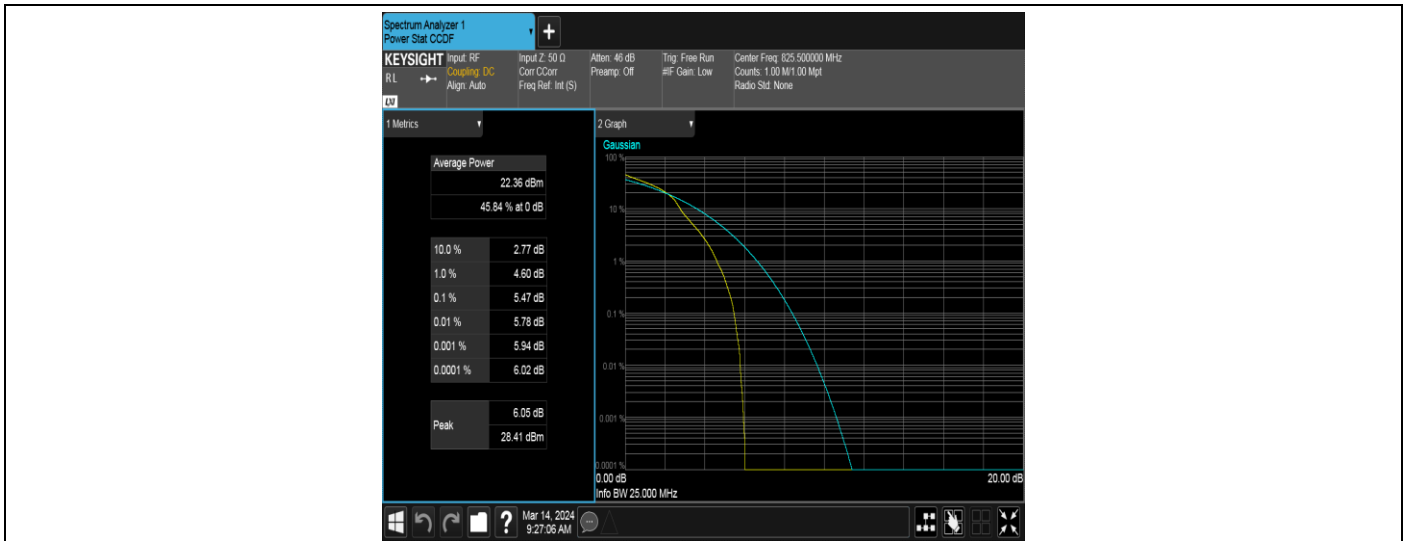 Spectrum Analyzer 1
Power Stat CCDF
+
KEYSIGHT
RL
LXI
Input: RF
Coupling: DC
Align: Auto
Input Z: 50 Ω
Corr CCorr
Freq Ref: Int (S)
Atten: 46 dB
Preamp: Off
Trig: Free Run
#IF Gain: Low
Center Freq: 825.500000 MHz
Counts: 1.00 M/1.00 Mpt
Radio Std: None
1 Metrics
Average Power
22.36 dBm
45.84 % at 0 dB
10.0 % 2.77 dB
1.0 % 4.60 dB
0.1 % 5.47 dB
0.01 % 5.78 dB
0.001 % 5.94 dB
0.0001 % 6.02 dB
Peak
6.05 dB
28.41 dBm
2 Graph
Gaussian
100 %
10 %
1 %
0.1 %
0.01 %
0.001 %
0.0001 %
0.00 dB
20.00 dB
Info BW 25.000 MHz
?
Mar 14, 2024
9:27:06 AM